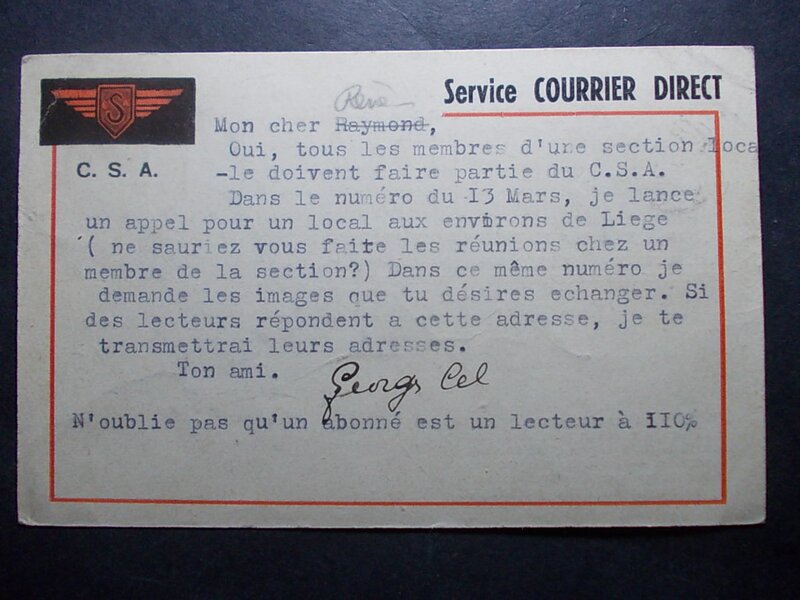 S
Service COURRIER DIRECT
C. S. A.
René
Mon cher Raymond,
Oui, tous les membres d'une section Loca
-le doivent faire partie du C.S.A.
Dans le numéro du 13 Mars, je lance
un appel pour un local aux environs de Liege
( ne sauriez vous faite les réunions chez un
membre de la section?) Dans ce même numéro je
demande les images que tu désires echanger. Si
des lecteurs répondent a cette adresse, je te
transmettrai leurs adresses.
Ton ami.
Georges Cel
N'oublie pas qu'un abonné est un lecteur à 110%